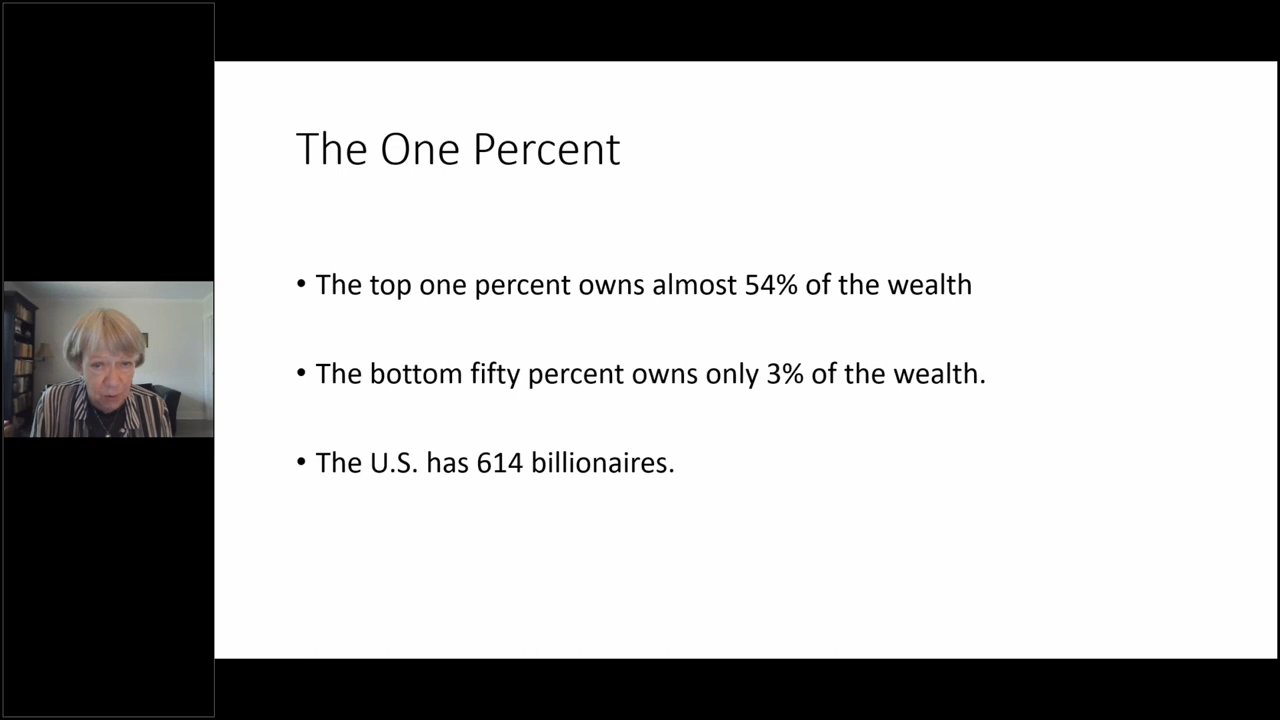 The One Percent
• The top one percent owns almost 54% of the wealth
• The bottom fifty percent owns only 3% of the wealth.
• The U.S. has 614 billionaires.